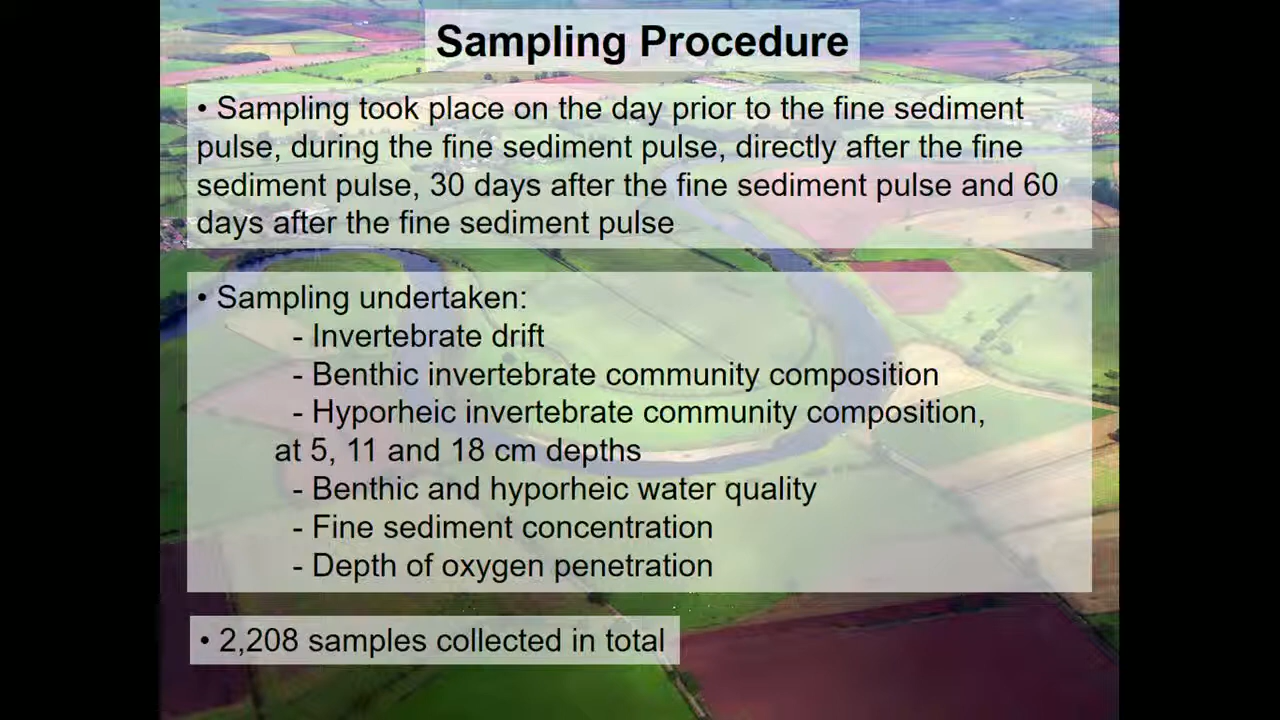 Sampling Procedure
• Sampling took place on the day prior to the fine sediment
pulse, during the fine sediment pulse, directly after the fine
sediment pulse, 30 days after the fine sediment pulse and 60
days after the fine sediment pulse
• Sampling undertaken:
- Invertebrate drift
- Benthic invertebrate community composition
- Hyporheic invertebrate community composition,
at 5, 11 and 18 cm depths
- Benthic and hyporheic water quality
- Fine sediment concentration
- Depth of oxygen penetration
• 2,208 samples collected in total